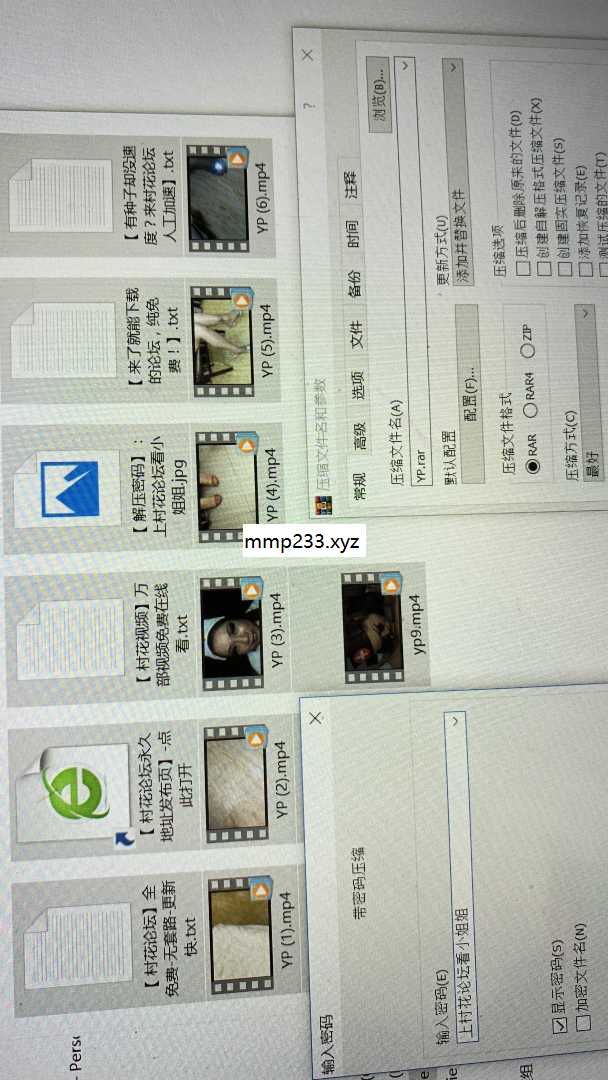 【村花论坛】全
免费-无套路-更新
快.txt
【村花论坛永久
地址发布页】-点
此打开
【村花视频】万
部视频免费在线
看.txt
【解压密码】：
上村花论坛看小
姐姐.jpg
【来了就能下载
的论坛，纯免
费！】.txt
【有种子却没速
度？来村花论坛
人工加速】.txt
YP (1).mp4
YP (2).mp4
YP (3).mp4
YP (4).mp4
YP (5).mp4
YP (6).mp4
yp9.mp4
mmp233.xyz
输入密码
带密码压缩
输入密码(E)
上村花论坛看小姐姐
显示密码(S)
加密文件名(N)
压缩文件名和参数
?
常规 高级 选项 文件 备份 时间 注释
压缩文件名(A)
浏览(B)...
YP.rar
默认配置
配置(F)...
更新方式(U)
添加并替换文件
压缩文件格式
RAR RAR4 ZIP
压缩方式(C)
最好
压缩选项
压缩后删除原来的文件(D)
创建自解压格式压缩文件(X)
创建固实压缩文件(S)
添加恢复记录(E)
测试压缩的文件(T)
组